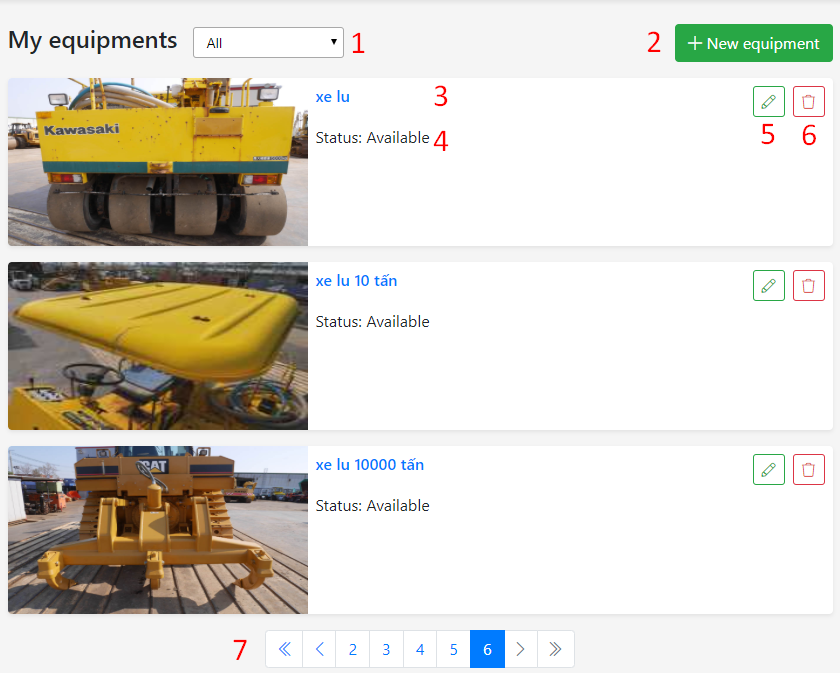 My equipments All 1 2 New equipment
Kawasaki
xe lu 3
Status: Available 4
5 6
xe lu 10 tấn
Status: Available
CAT
xe lu 10000 tấn
Status: Available
7 2 3 4 5 6